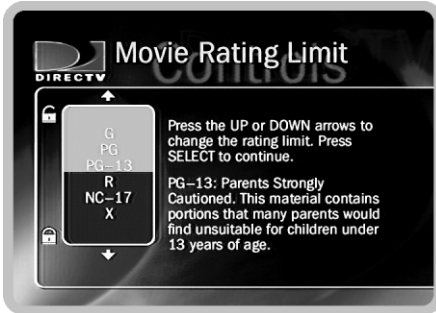 Controls
Movie Rating Limit
DIRECTV
G
PG
PG–13
R
NC–17
X
Press the UP or DOWN arrows to
change the rating limit. Press
SELECT to continue.
PG–13: Parents Strongly
Cautioned. This material contains
portions that many parents would
find unsuitable for children under
13 years of age.